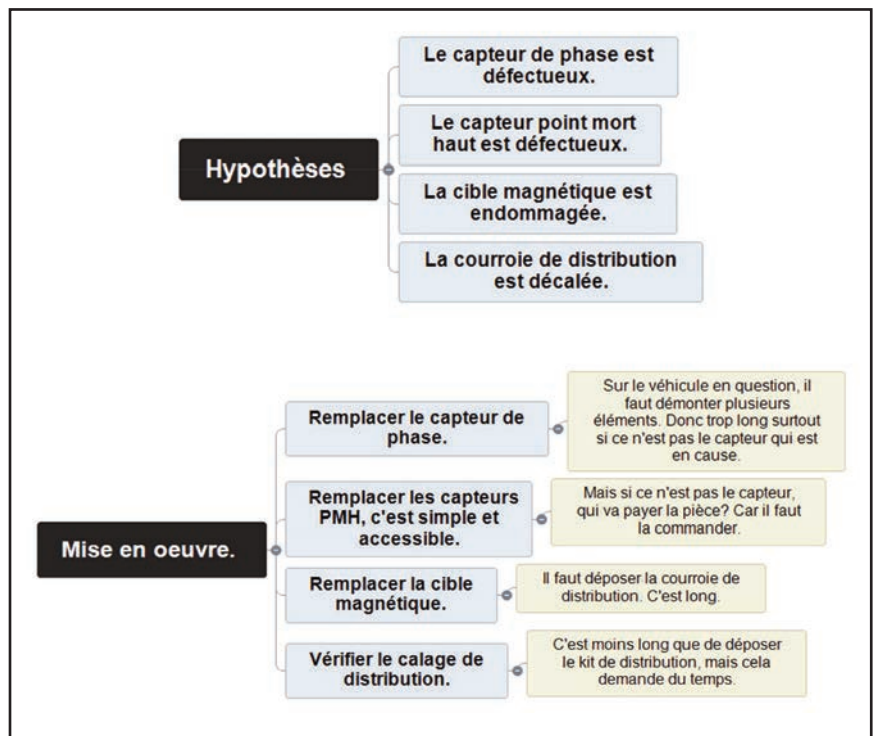 Hypothèses
Le capteur de phase est
défectueux.
Le capteur point mort
haut est défectueux.
La cible magnétique est
endommagée.
La courroie de distribution
est décalée.
Mise en oeuvre.
Remplacer le capteur de
phase.
Sur le véhicule en question, il
faut démonter plusieurs
éléments. Donc trop long surtout
si ce n'est pas le capteur qui est
en cause.
Remplacer les capteurs
PMH, c'est simple et
accessible.
Mais si ce n'est pas le capteur,
qui va payer la pièce? Car il faut
la commander.
Remplacer la cible
magnétique.
Il faut déposer la courroie de
distribution. C'est long.
Vérifier le calage de
distribution.
C'est moins long que de déposer
le kit de distribution, mais cela
demande du temps.